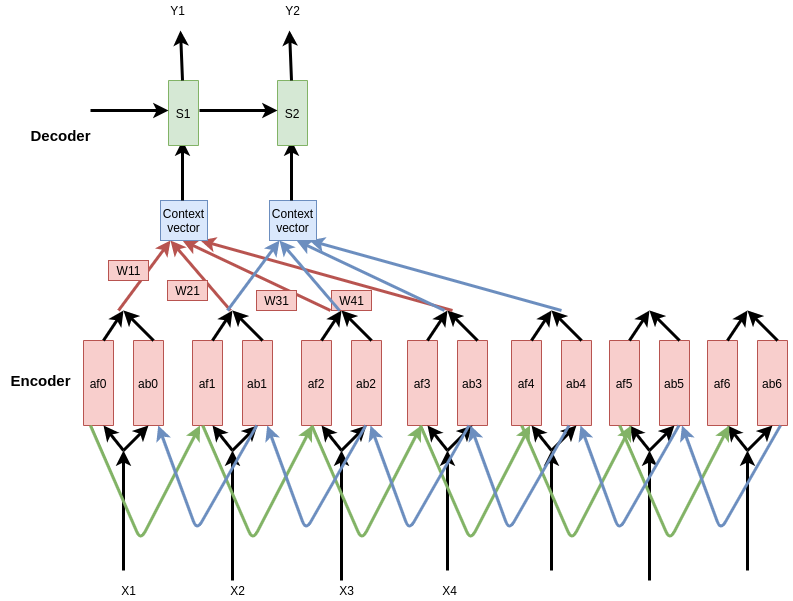 Y1
Y2
S1
S2
Decoder
Context
vector
Context
vector
W11
W21
W31
W41
Encoder
af0
ab0
af1
ab1
af2
ab2
af3
ab3
af4
ab4
af5
ab5
af6
ab6
X1
X2
X3
X4